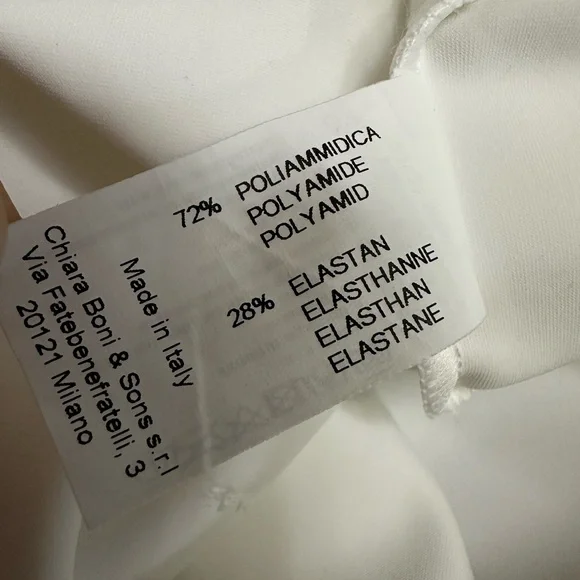 72% POLIAMMIDICA
POLYAMIDE
POLYAMID
28% ELASTAN
ELASTHANNE
ELASTHAN
ELASTANE
Made in Italy
Chiara Boni & Sons s.r.l
Via Fatebenefratelli, 3
20121 Milano